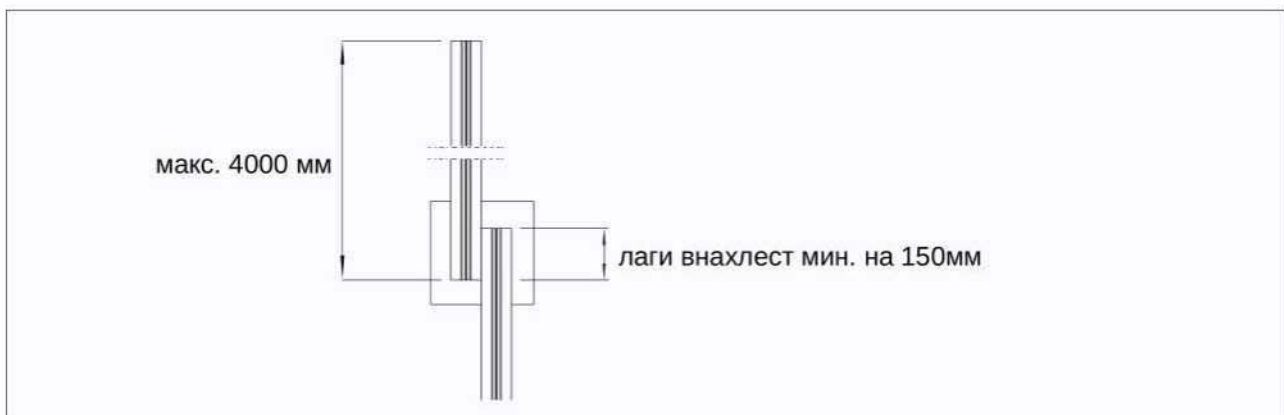 макс. 4000 мм
лаги внахлест мин. на 150мм